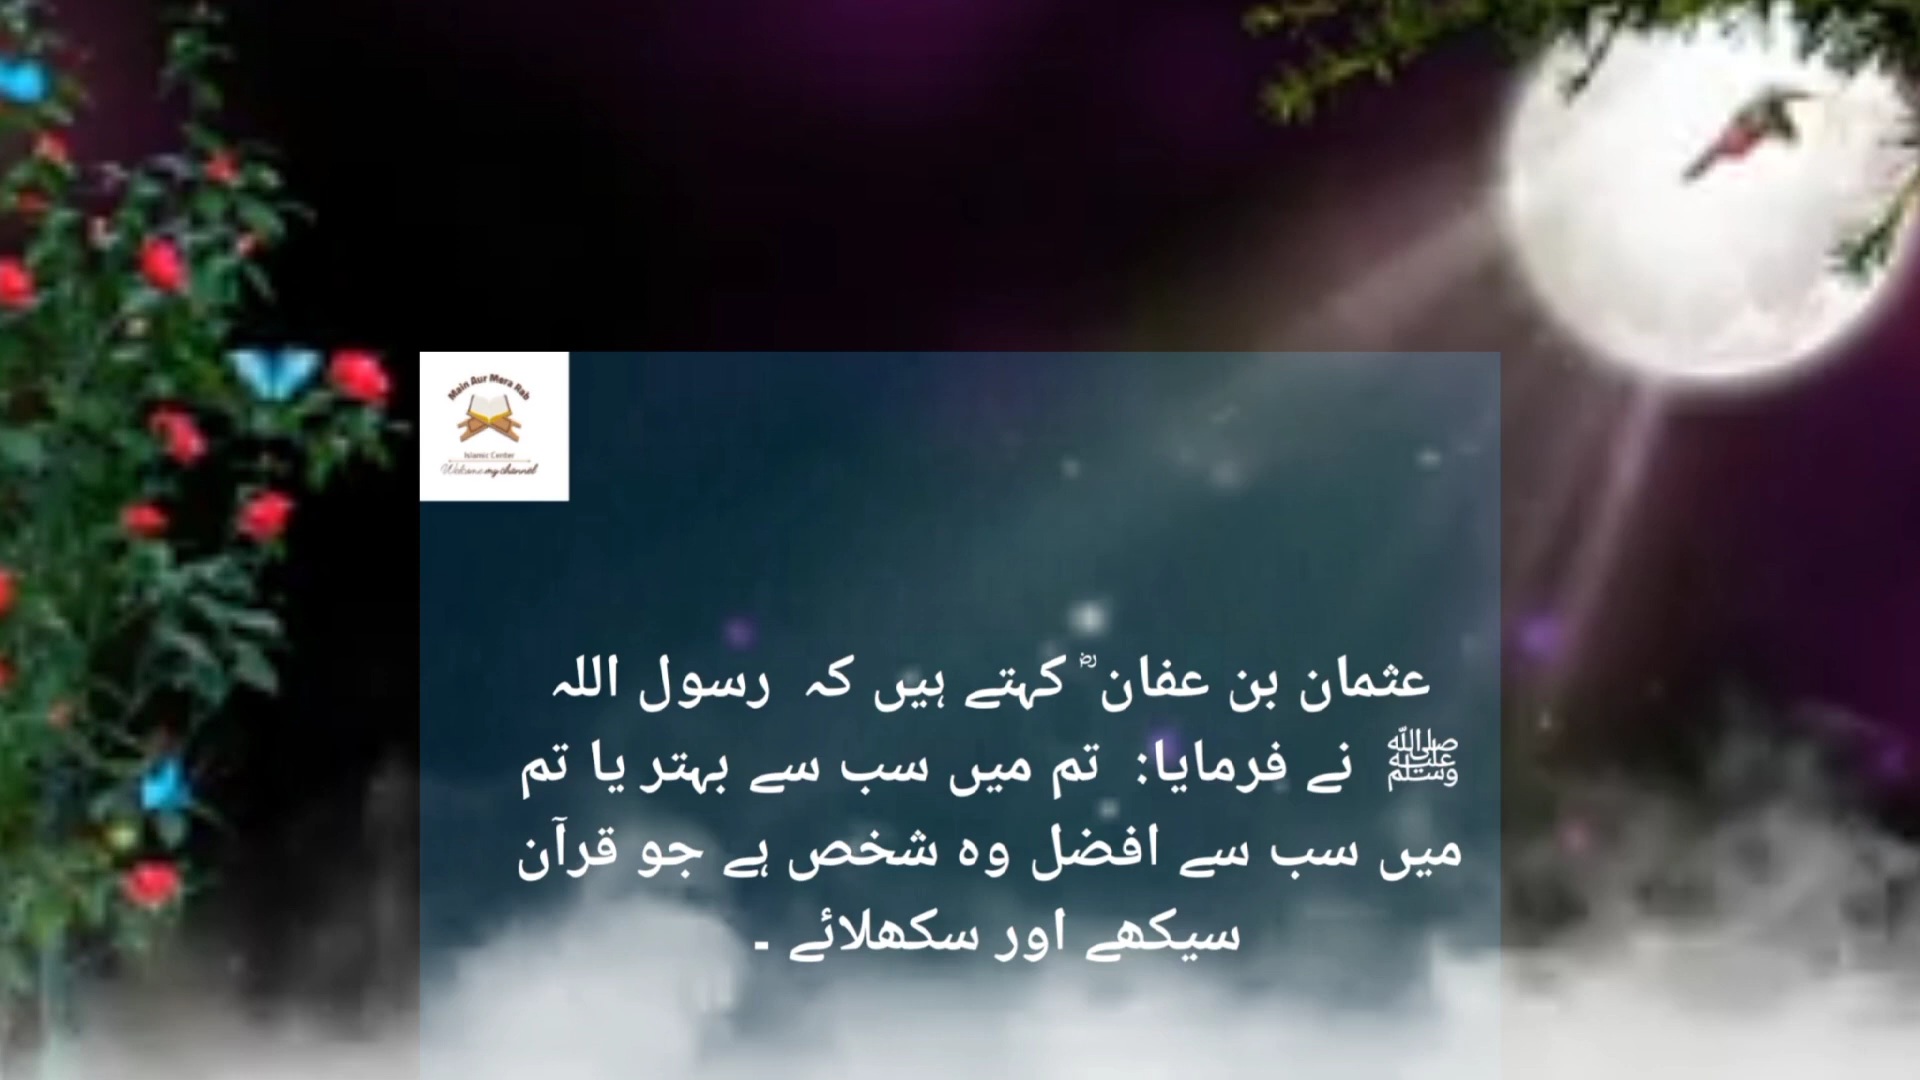 Main Aur Mera Rab
Islamic Center
Welcome my channel
عثمان بن عفان ؓ کہتے ہیں کہ رسول اللہ
ﷺ نے فرمایا: تم میں سب سے بہتر یا تم
میں سب سے افضل وہ شخص ہے جو قرآن
سیکھے اور سکھلائے ۔